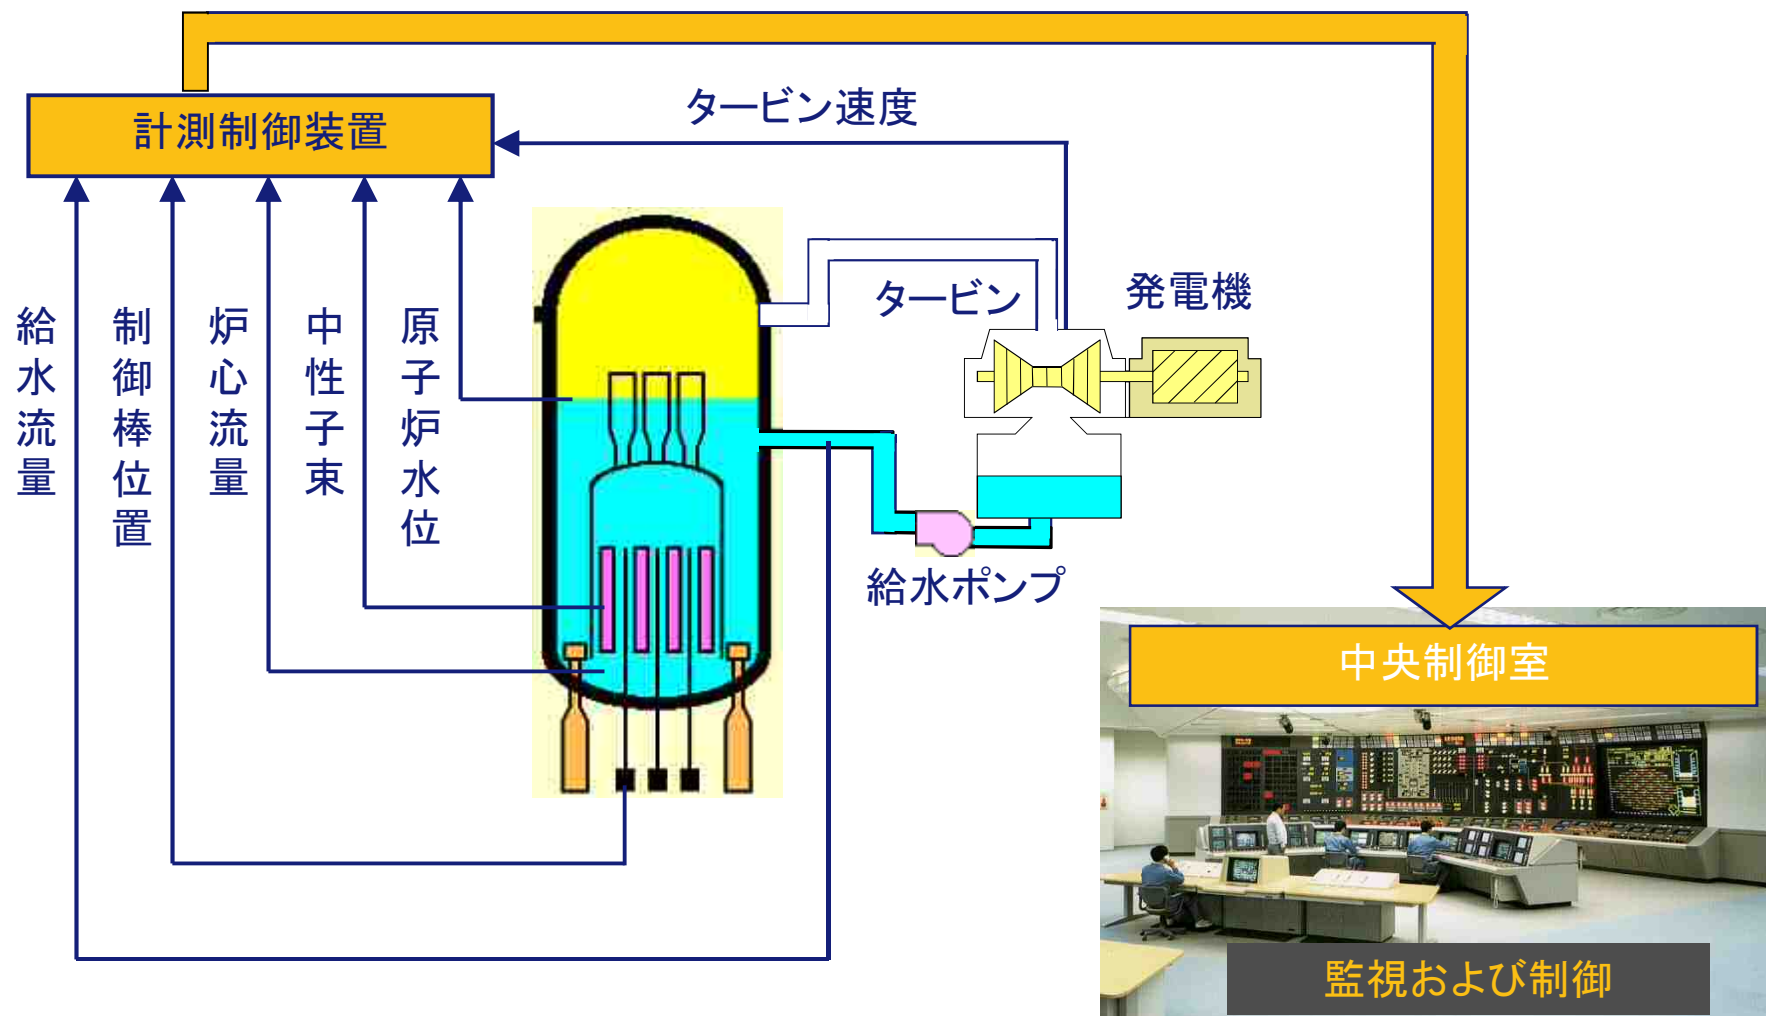 計測制御装置
タービン速度
給水流量
制御棒位置
炉心流量
中性子束
原子炉水位
タービン
発電機
給水ポンプ
中央制御室
監視および制御